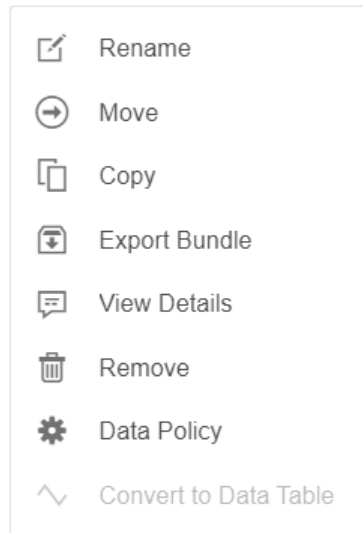 Rename
Move
Copy
Export Bundle
View Details
Remove
Data Policy
Convert to Data Table